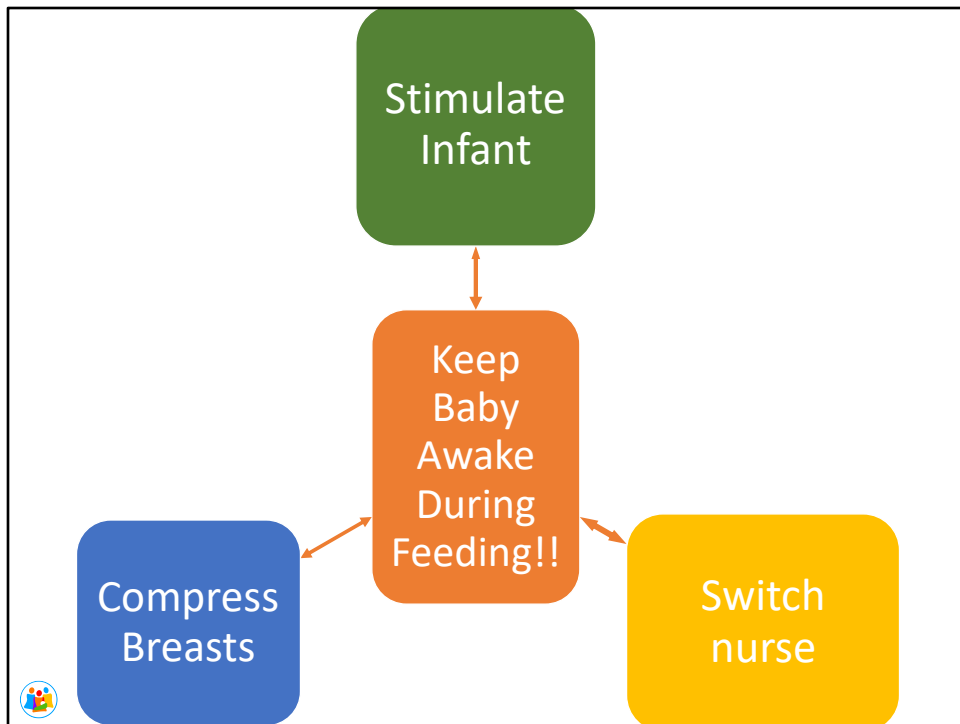 Stimulate
Infant
Keep
Baby
Awake
During
Feeding!!
Compress
Breasts
Switch
nurse